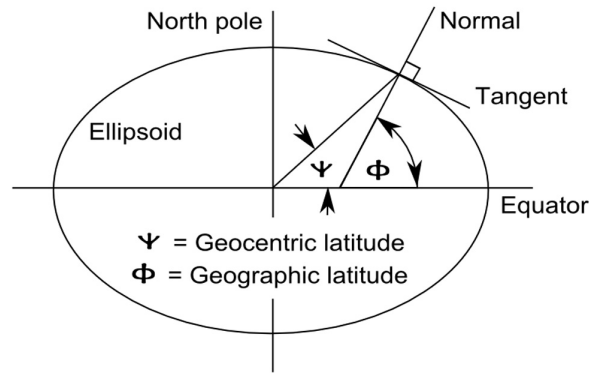 North pole
Normal
Tangent
Ellipsoid
Ψ
Φ
Equator
Ψ = Geocentric latitude
Φ = Geographic latitude